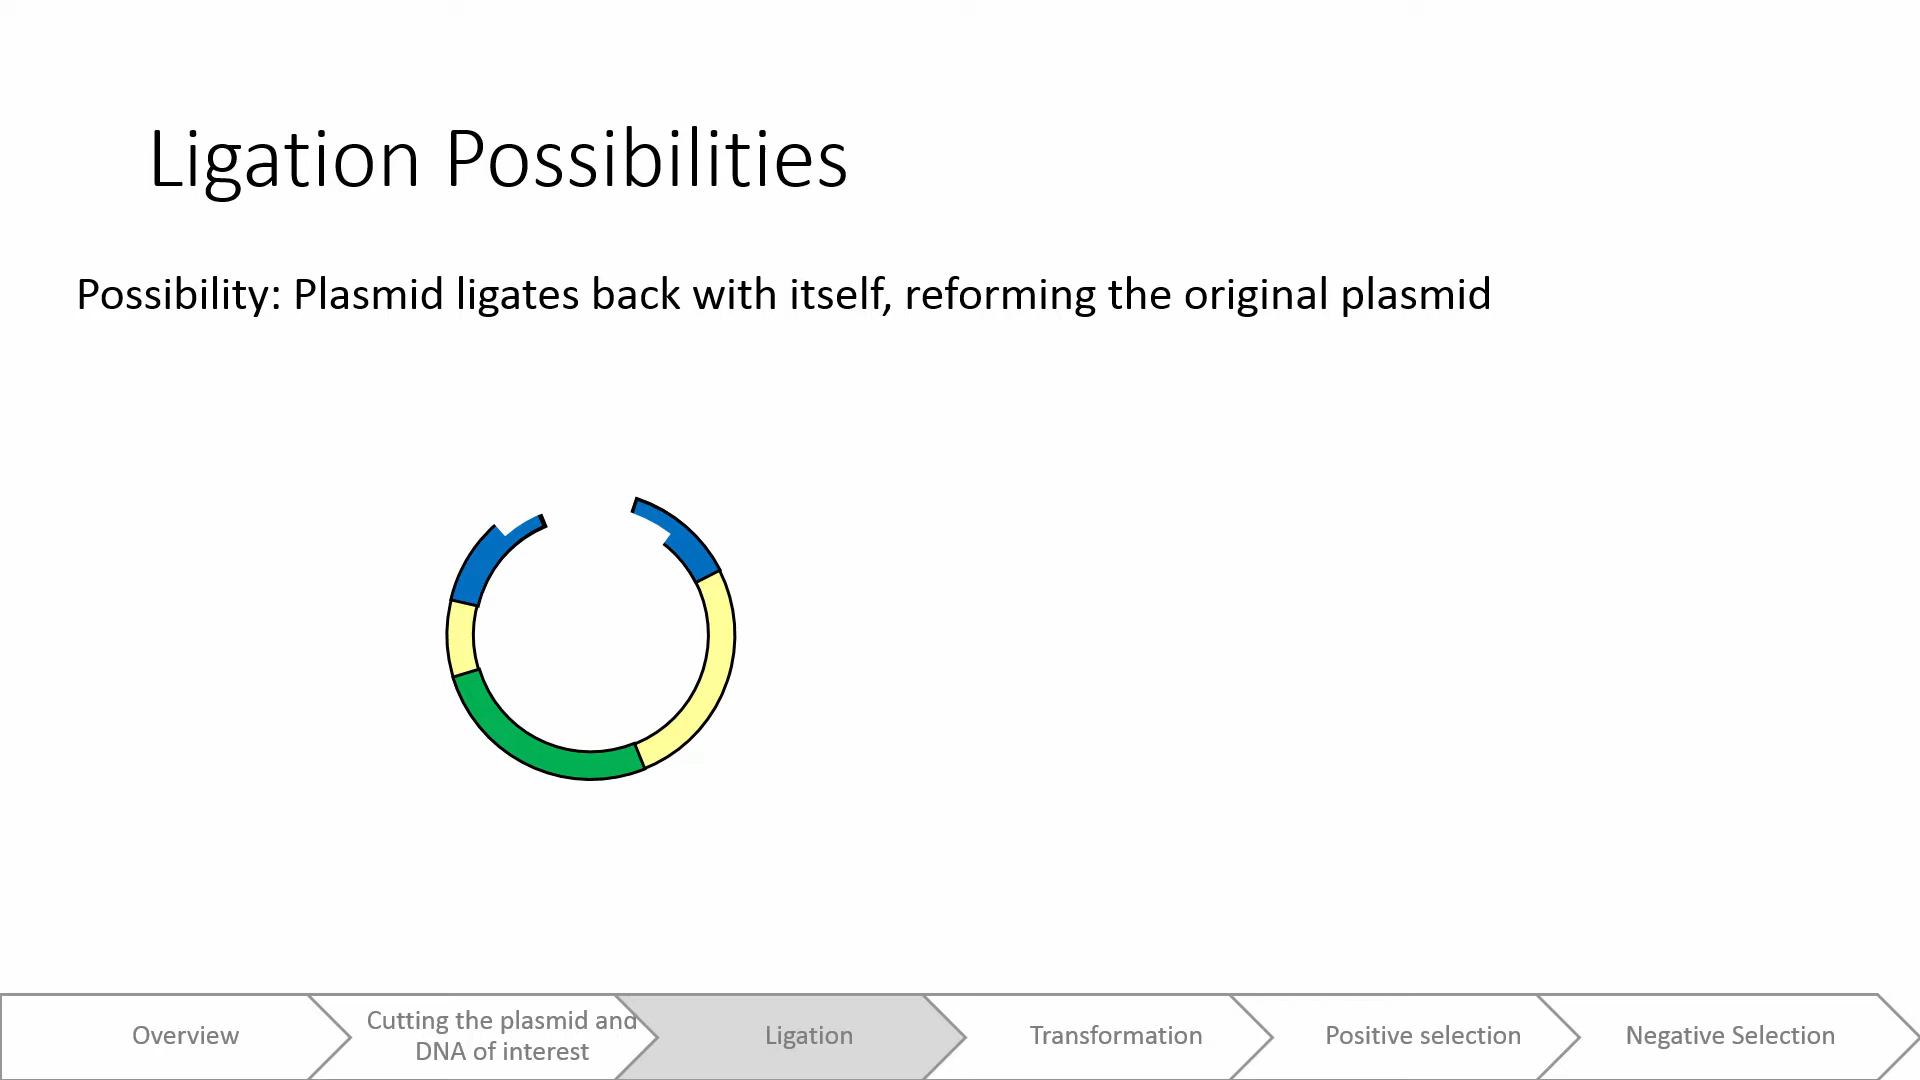 Ligation Possibilities
Possibility: Plasmid ligates back with itself, reforming the original plasmid
Overview
Cutting the plasmid and
DNA of interest
Ligation
Transformation
Positive selection
Negative Selection